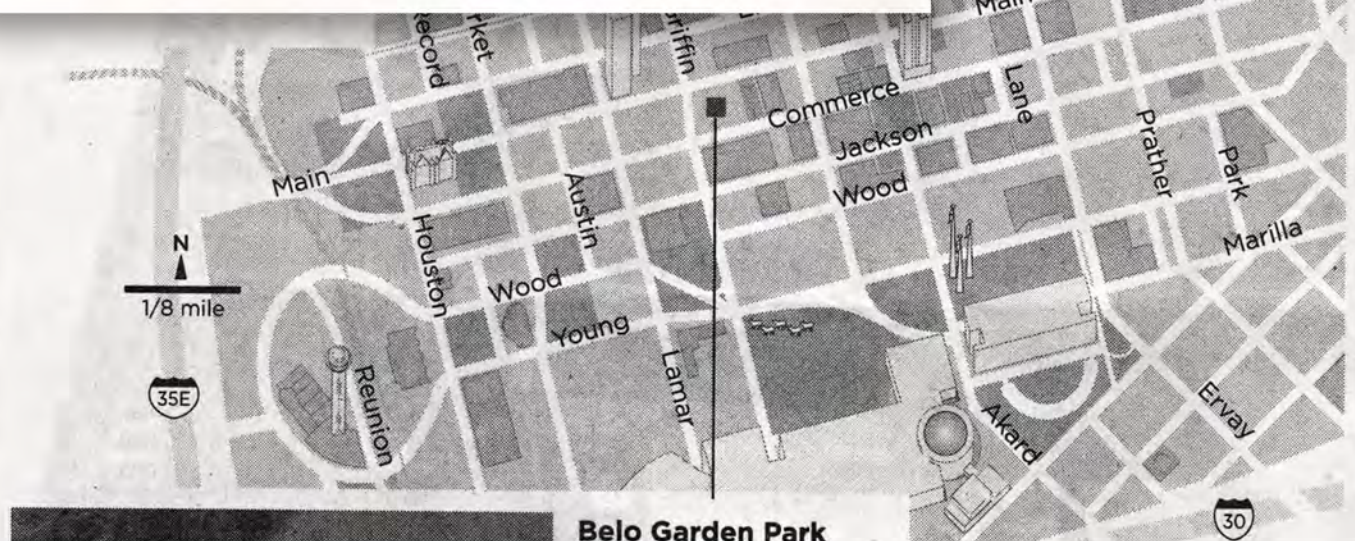 Record
Griffin
Main
Lane
Commerce
Jackson
Prather
Park
Main
Austin
Wood
Houston
Marilla
N
1/8 mile
Wood
Young
35E
Reunion
Lamar
Akard
Ervay
30
Belo Garden Park